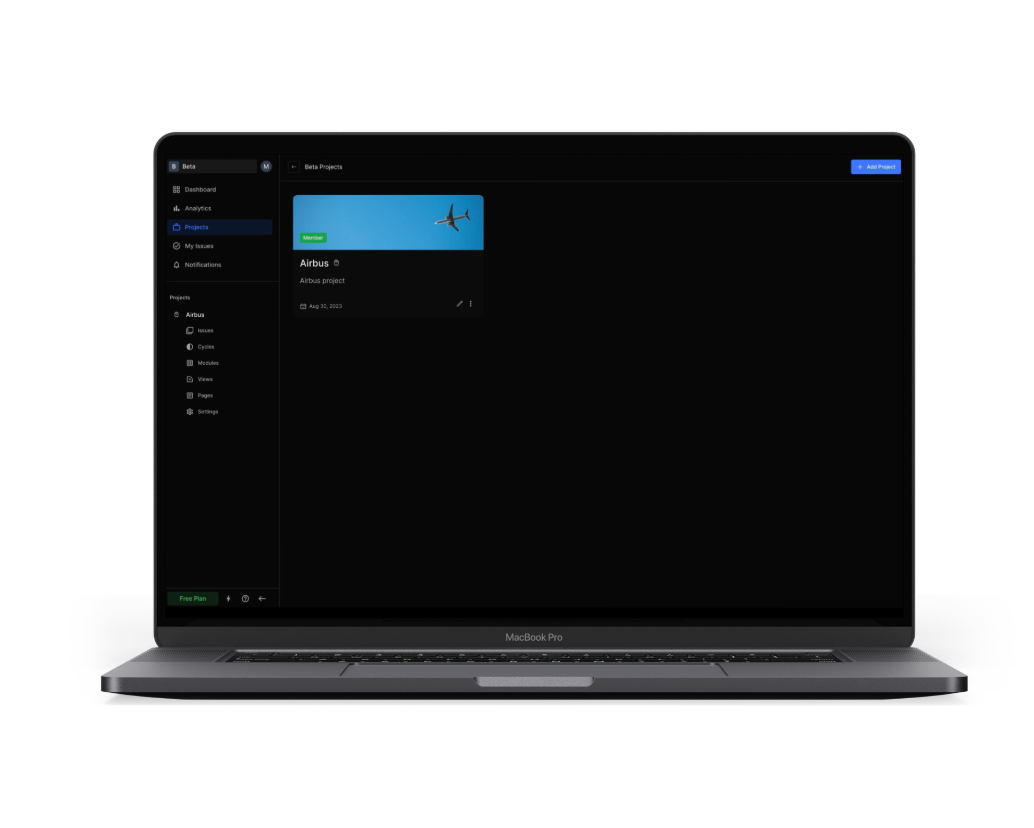 B Beta M
Dashboard
Analytics
Projects
My Issues
Notifications
Projects
Airbus
Issues
Cycles
Modules
Views
Pages
Settings
Free Plan
Beta Projects
+ Add Project
Member
Airbus
Airbus project
Aug 30, 2023
MacBook Pro